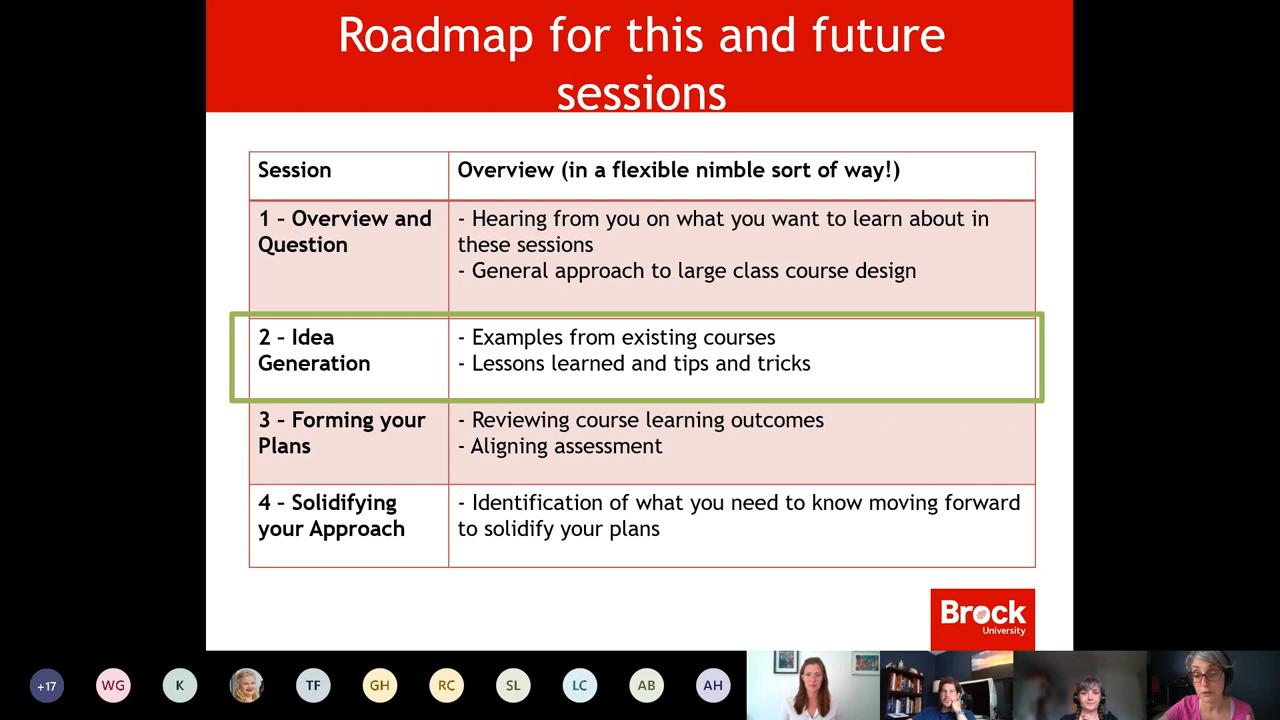 Roadmap for this and future
sessions
Session
Overview (in a flexible nimble sort of way!)
1 – Overview and
Question
- Hearing from you on what you want to learn about in
these sessions
- General approach to large class course design
2 – Idea
Generation
- Examples from existing courses
- Lessons learned and tips and tricks
3 – Forming your
Plans
- Reviewing course learning outcomes
- Aligning assessment
4 – Solidifying
your Approach
- Identification of what you need to know moving forward
to solidify your plans
Brock
University
+17
WG
K
TF
GH
RC
SL
LC
AB
AH